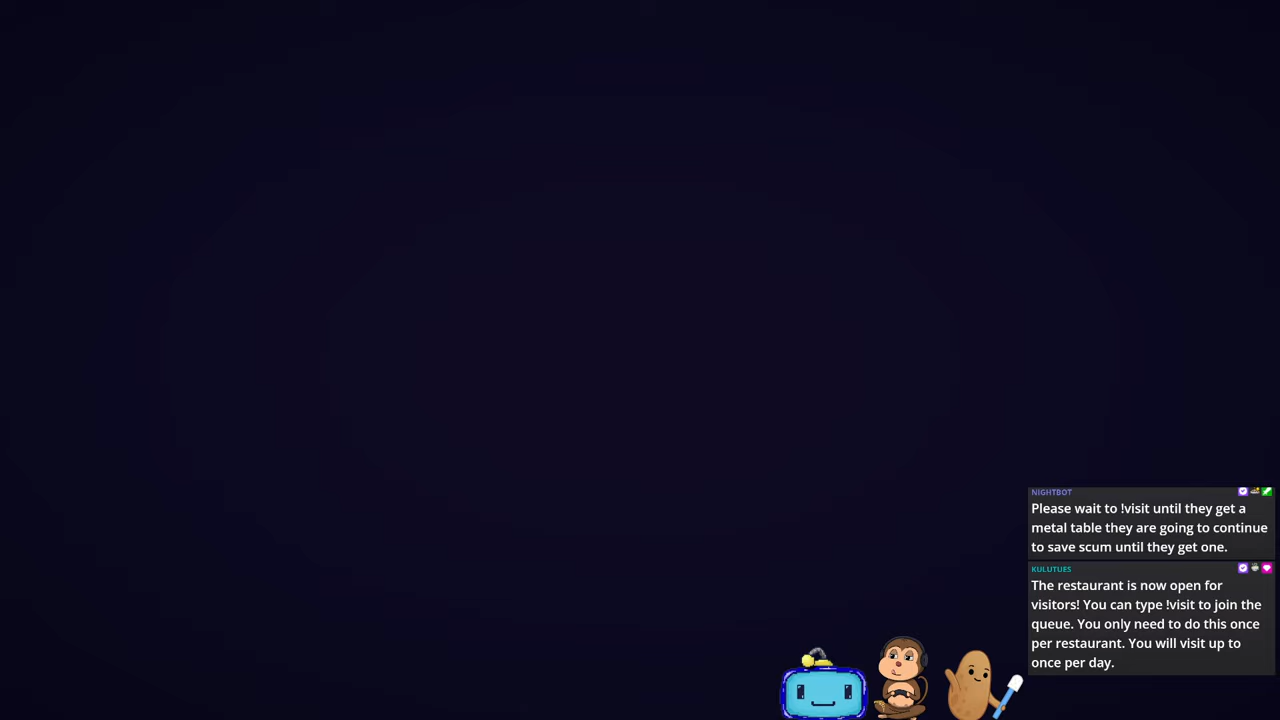 NIGHTBOT
Please wait to !visit until they get a
metal table they are going to continue
to save scum until they get one.
KULUTUES
The restaurant is now open for
visitors! You can type !visit to join the
queue. You only need to do this once
per restaurant. You will visit up to
once per day.